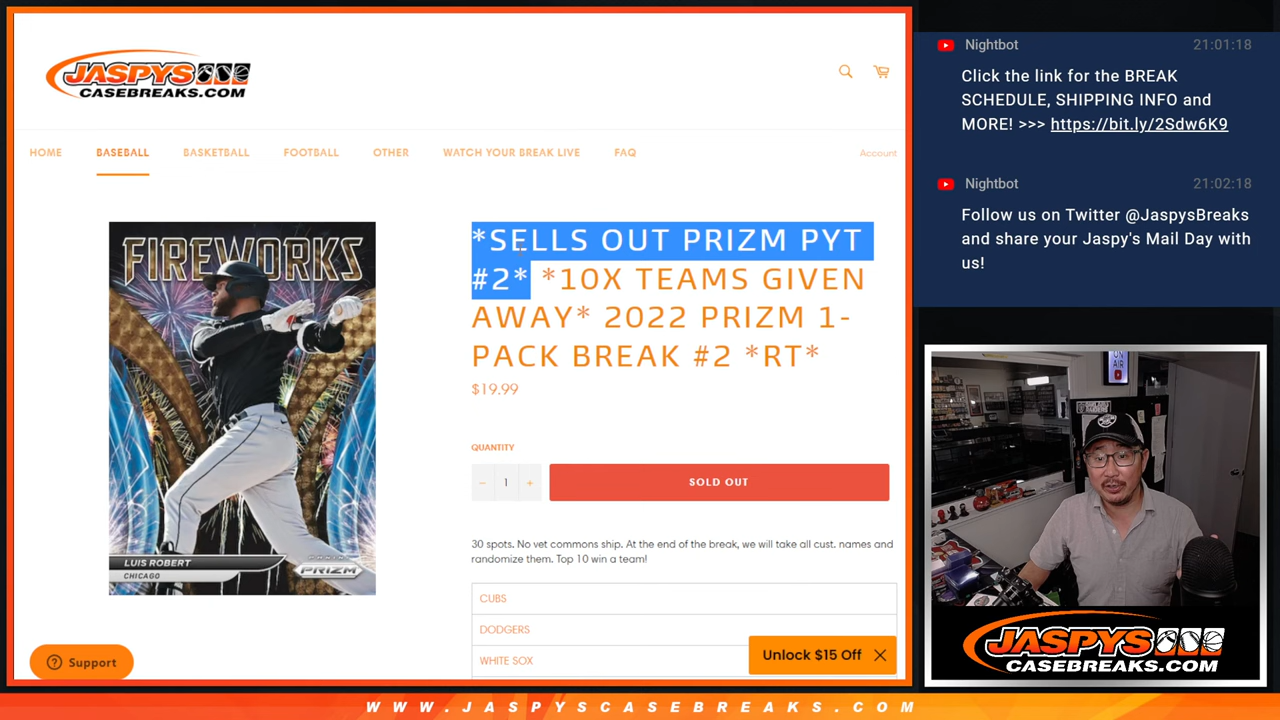 JASPYS
CASEBREAKS.COM
HOME
BASEBALL
BASKETBALL
FOOTBALL
OTHER
WATCH YOUR BREAK LIVE
FAQ
Account
FIREWORKS
LUIS ROBERT
CHICAGO
PANINI
PRIZM
*SELLS OUT PRIZM PYT
#2* *10X TEAMS GIVEN
AWAY* 2022 PRIZM 1-
PACK BREAK #2 *RT*
$19.99
QUANTITY
− 1 +
SOLD OUT
30 spots. No vet commons ship. At the end of the break, we will take all cust. names and
randomize them. Top 10 win a team!
CUBS
DODGERS
WHITE SOX
Support
Unlock $15 Off
Nightbot
21:01:18
Click the link for the BREAK
SCHEDULE, SHIPPING INFO and
MORE! >>> https://bit.ly/2Sdw6K9
Nightbot
21:02:18
Follow us on Twitter @JaspysBreaks
and share your Jaspy's Mail Day with
us!
ON
AIR
JASPYS
CASEBREAKS.COM
WWW.JASPYSCASEBREAKS.COM